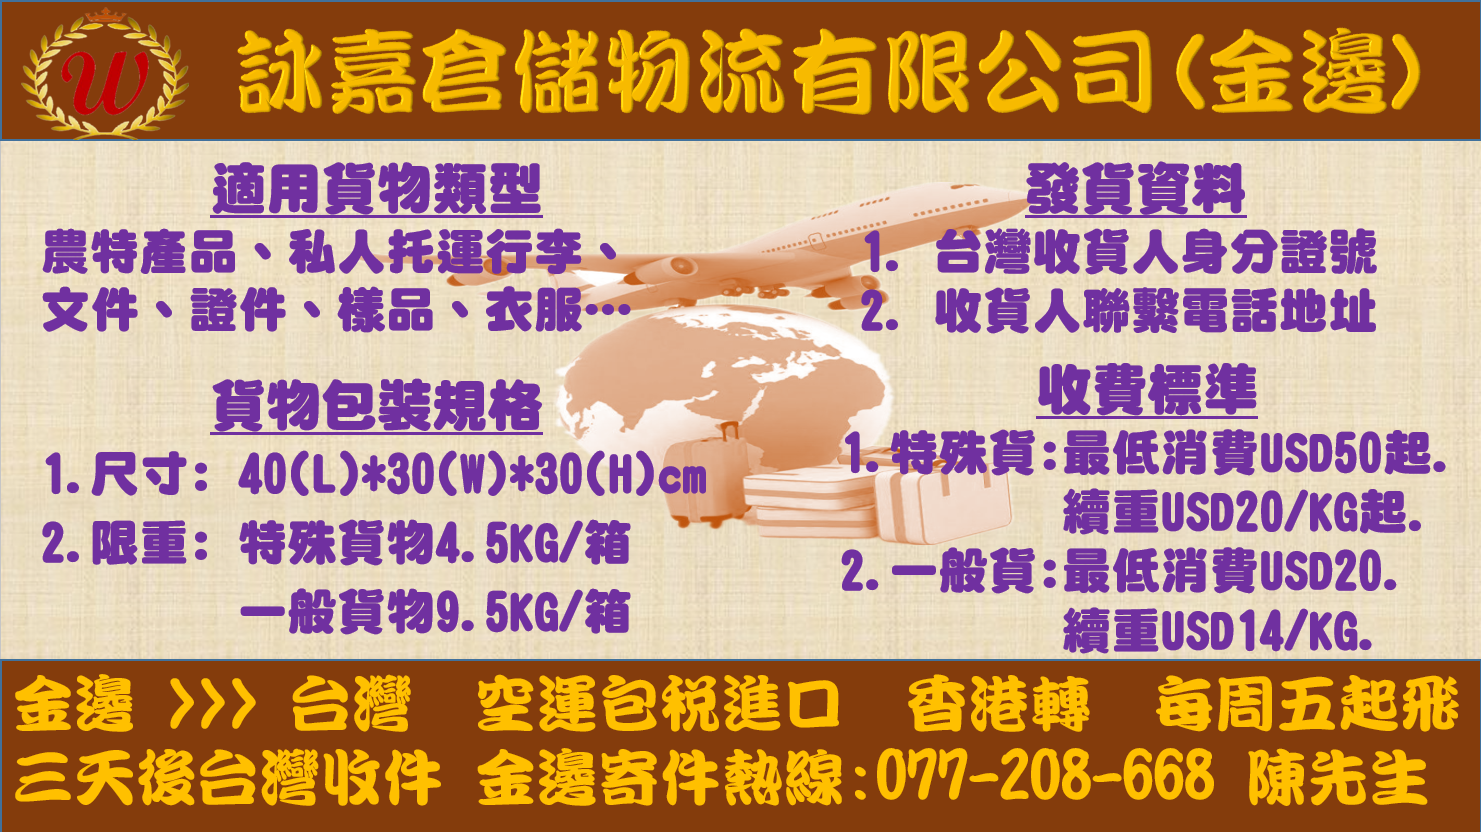 W
詠嘉倉儲物流有限公司(金邊)
適用貨物類型
農特產品、私人托運行李、
文件、證件、樣品、衣服…
貨物包裝規格
1.尺寸: 40(L)*30(W)*30(H)cm
2.限重: 特殊貨物4.5KG/箱
一般貨物9.5KG/箱
發貨資料
1. 台灣收貨人身分證號
2. 收貨人聯繫電話地址
收費標準
1.特殊貨:最低消費USD50起.
續重USD20/KG起.
2.一般貨:最低消費USD20.
續重USD14/KG.
金邊 >>> 台灣 空運包税進口 香港轉 每周五起飛
三天後台灣收件 金邊寄件熱線:077-208-668 陳先生